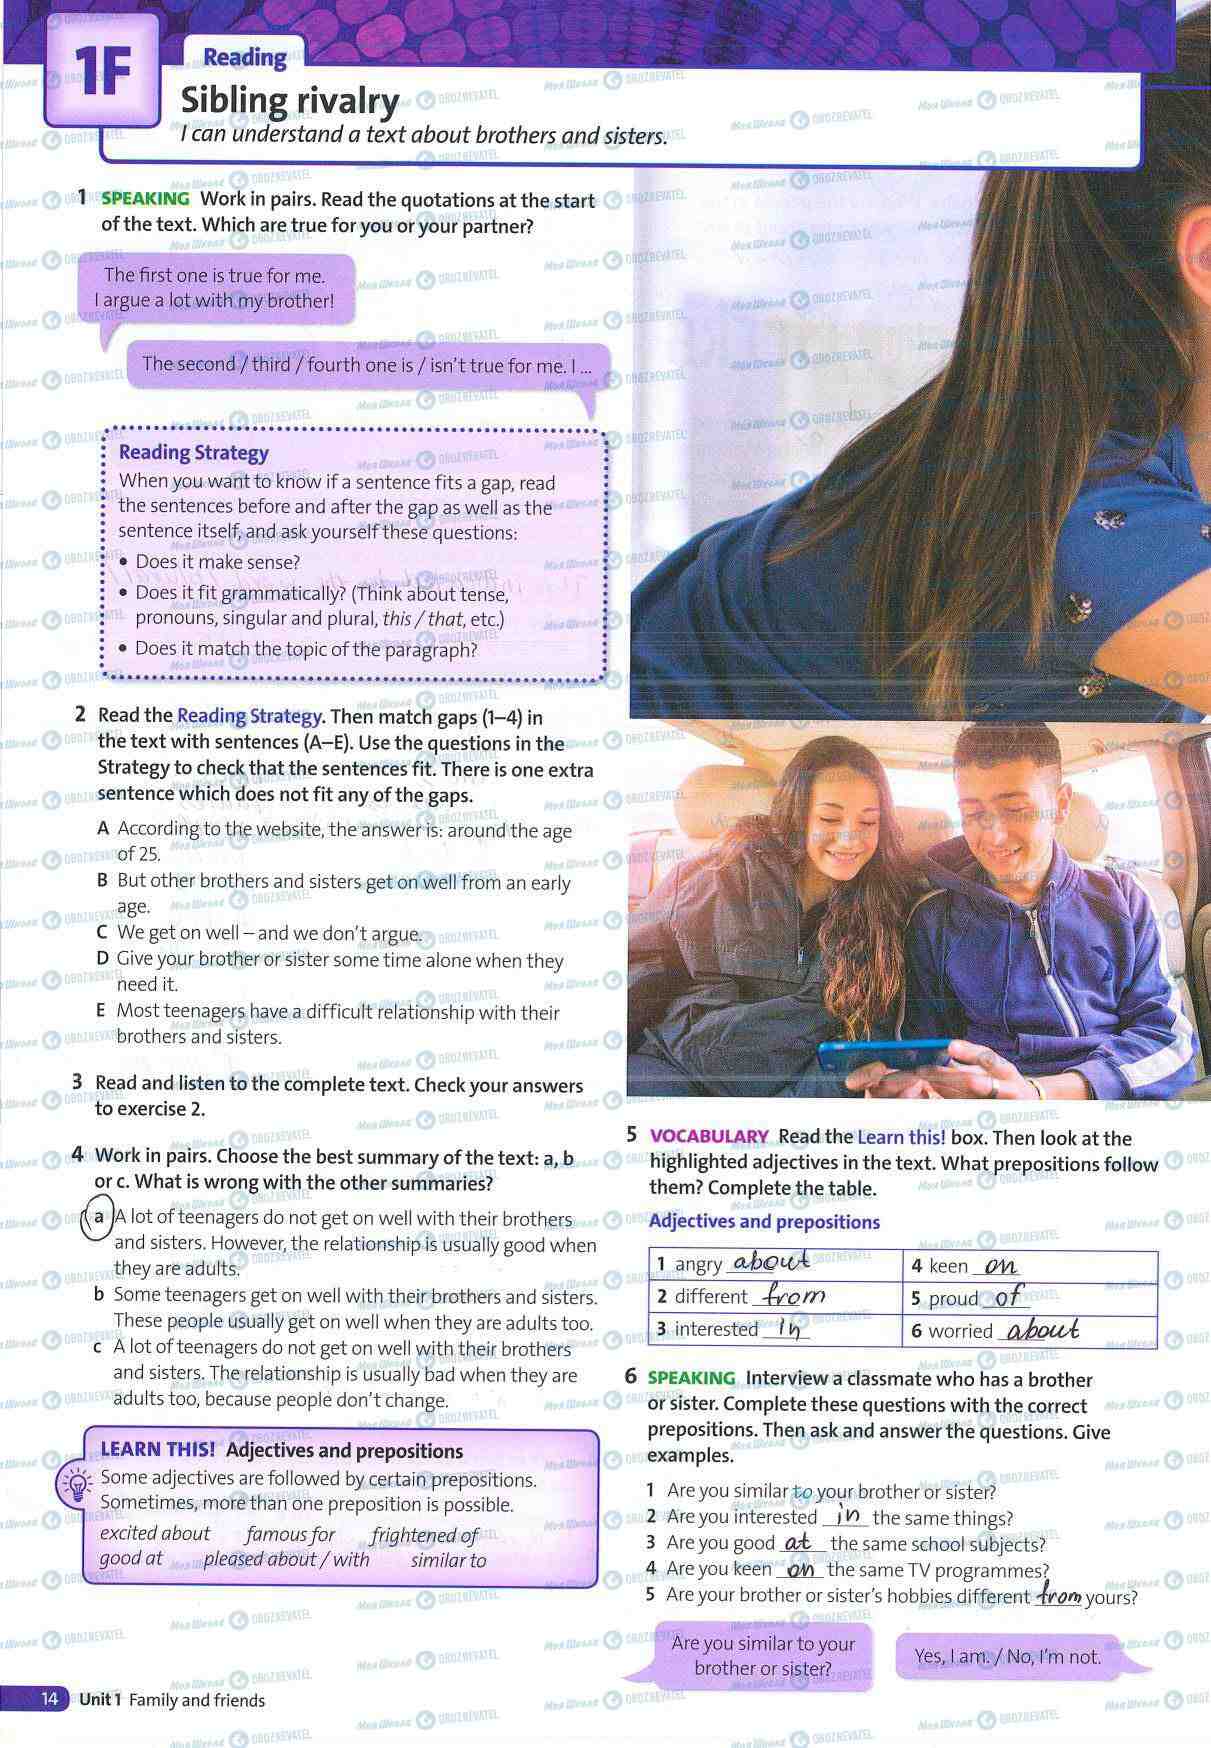 1F
Reading
Sibling rivalry
I can understand a text about brothers and sisters.
1 SPEAKING Work in pairs. Read the quotations at the start
of the text. Which are true for you or your partner?
The first one is true for me.
I argue a lot with my brother!
The second / third / fourth one is / isn't true for me. I ...
Reading Strategy
When you want to know if a sentence fits a gap, read
the sentences before and after the gap as well as the
sentence itself, and ask yourself these questions:
• Does it make sense?
• Does it fit grammatically? (Think about tense,
pronouns, singular and plural, this / that, etc.)
• Does it match the topic of the paragraph?
2 Read the Reading Strategy. Then match gaps (1–4) in
the text with sentences (A–E). Use the questions in the
Strategy to check that the sentences fit. There is one extra
sentence which does not fit any of the gaps.
A According to the website, the answer is: around the age
of 25.
B But other brothers and sisters get on well from an early
age.
C We get on well – and we don't argue.
D Give your brother or sister some time alone when they
need it.
E Most teenagers have a difficult relationship with their
brothers and sisters.
3 Read and listen to the complete text. Check your answers
to exercise 2.
4 Work in pairs. Choose the best summary of the text: a, b
or c. What is wrong with the other summaries?
a A lot of teenagers do not get on well with their brothers
and sisters. However, the relationship is usually good when
they are adults.
b Some teenagers get on well with their brothers and sisters.
These people usually get on well when they are adults too.
c A lot of teenagers do not get on well with their brothers
and sisters. The relationship is usually bad when they are
adults too, because people don't change.
LEARN THIS! Adjectives and prepositions
Some adjectives are followed by certain prepositions.
Sometimes, more than one preposition is possible.
excited about famous for frightened of
good at pleased about / with similar to
5 VOCABULARY Read the Learn this! box. Then look at the
highlighted adjectives in the text. What prepositions follow
them? Complete the table.
Adjectives and prepositions
1 angry about 4 keen on
2 different from 5 proud of
3 interested in 6 worried about
6 SPEAKING Interview a classmate who has a brother
or sister. Complete these questions with the correct
prepositions. Then ask and answer the questions. Give
examples.
1 Are you similar to your brother or sister?
2 Are you interested in the same things?
3 Are you good at the same school subjects?
4 Are you keen on the same TV programmes?
5 Are your brother or sister's hobbies different from yours?
Are you similar to your
brother or sister?
Yes, I am. / No, I'm not.
14 Unit 1 Family and friends
Моя Школа OBOZREVATEL